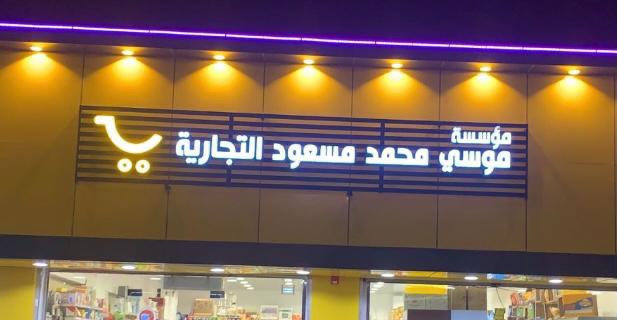 مؤسسة
موسي محمد مسعود التجارية